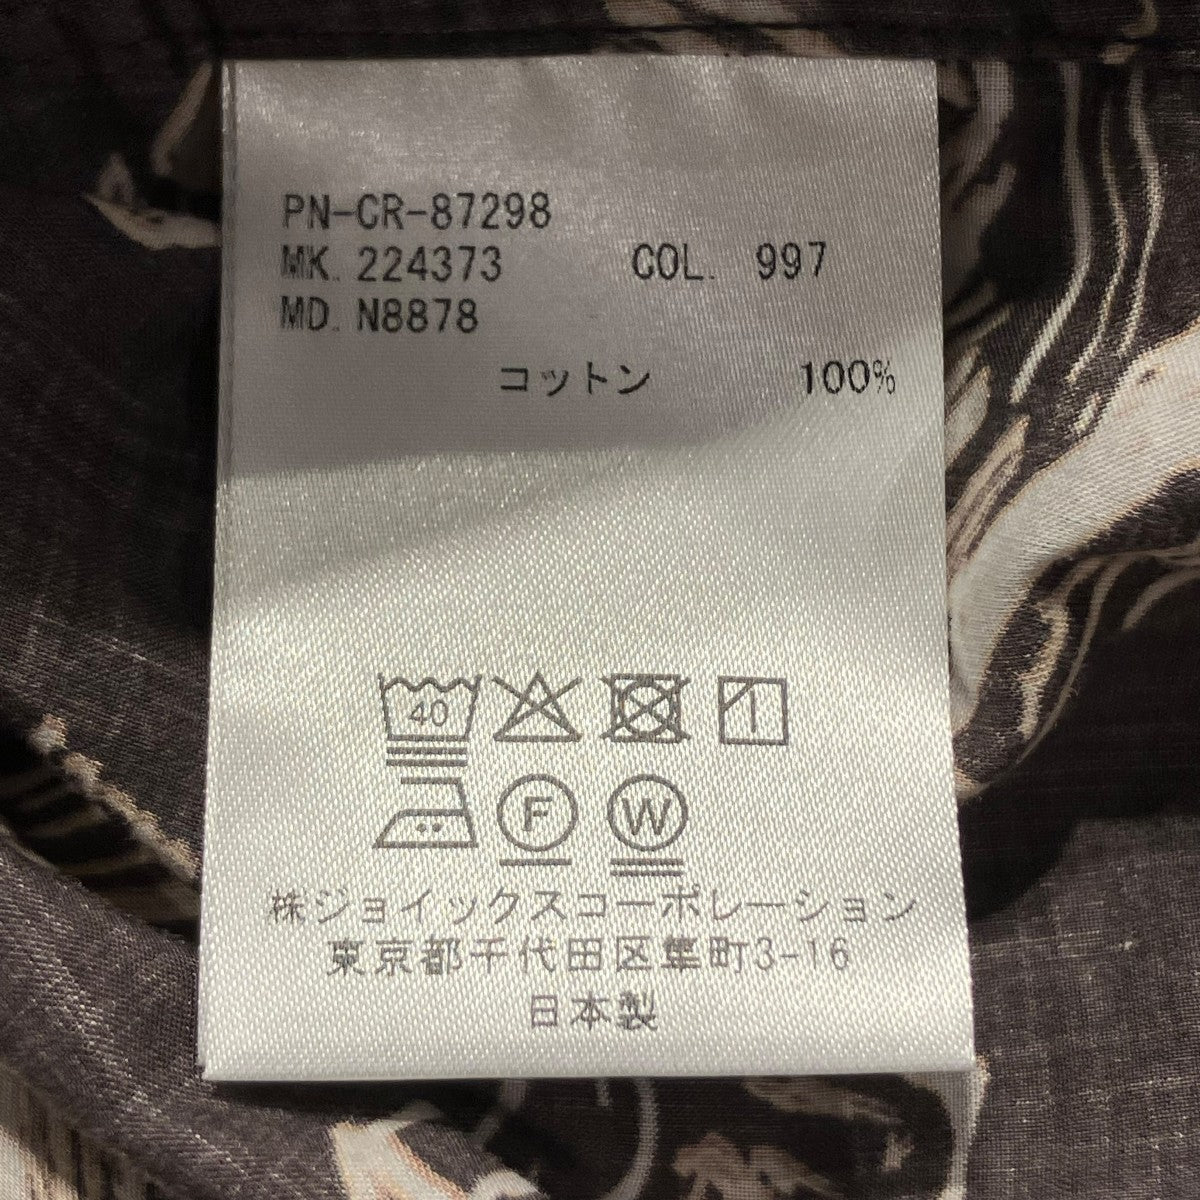 PN-CR-87298
MK. 224373 COL. 997
MD. N8878
コットン 100%
40
F W
株ジョイックスコーポレーション
東京都千代田区隼町3-16
日本製